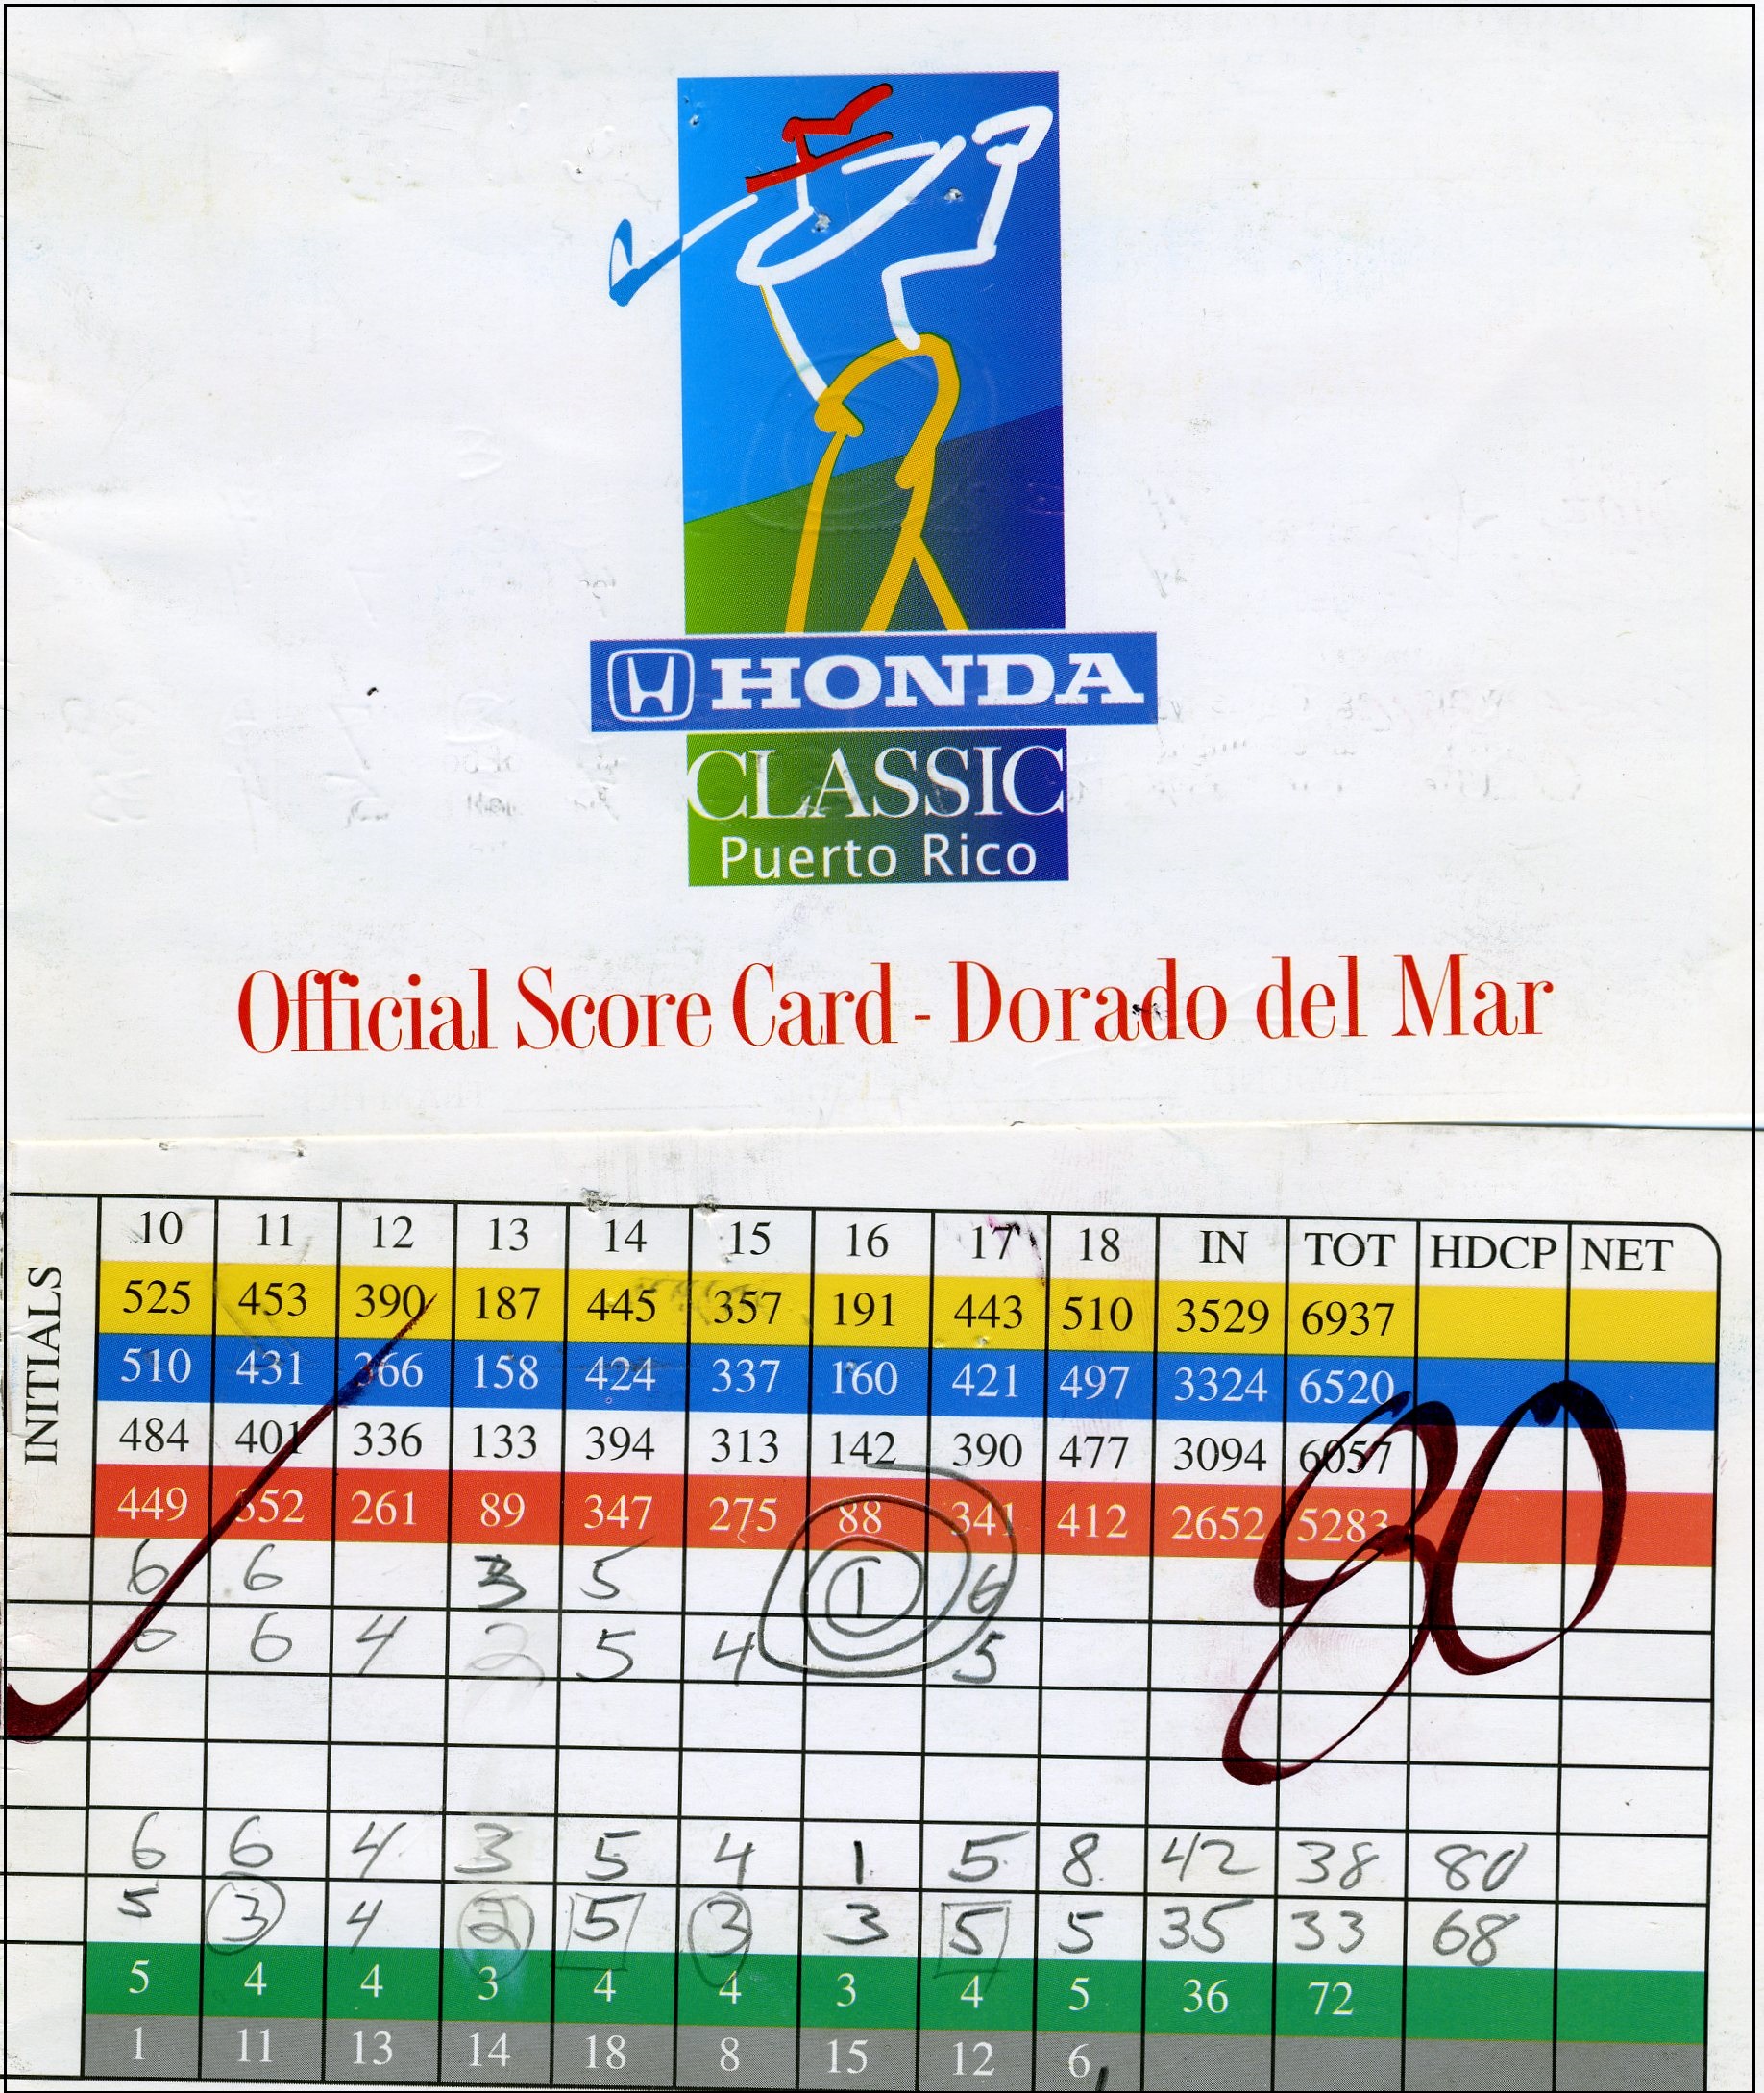 HONDA
CLASSIC
Puerto Rico
Official Score Card - Dorado del Mar
INITIALS
10 11 12 13 14 15 16 17 18 IN TOT HDCP NET
525 453 390 187 445 357 191 443 510 3529 6937
510 431 366 158 424 337 160 421 497 3324 6520
484 401 336 133 394 313 142 390 477 3094 6057
449 352 261 89 347 275 88 341 412 2652 5283
80
6 6 3 5 1 6
6 6 4 2 5 4 5
6 6 4 3 5 4 1 5 8 42 38 80
5 3 4 2 5 3 3 5 5 35 33 68
5 4 4 3 4 4 3 4 5 36 72
1 11 13 14 18 8 15 12 6